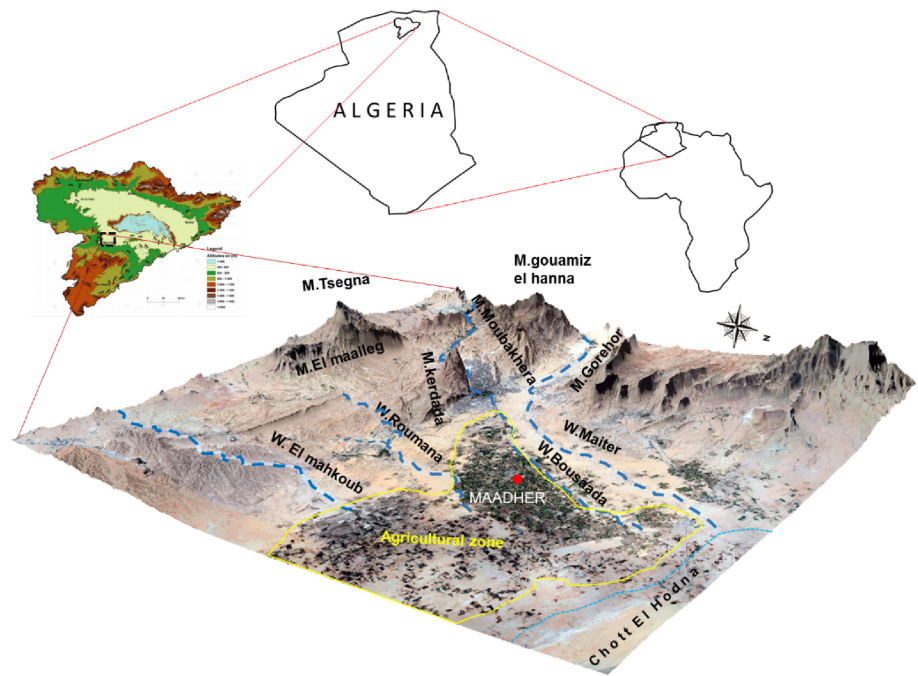 ALGERIA
Legend
M.Tsegna
M.gouamiz
el hanna
M.Moubakhera
M.El maalleg
M.kerdada
M.Gorehor
N
W.Roumana
W. El mahkoub
W.Maiter
W.Bousaada
MAADHER
Agricultural zone
Chott El Hodna